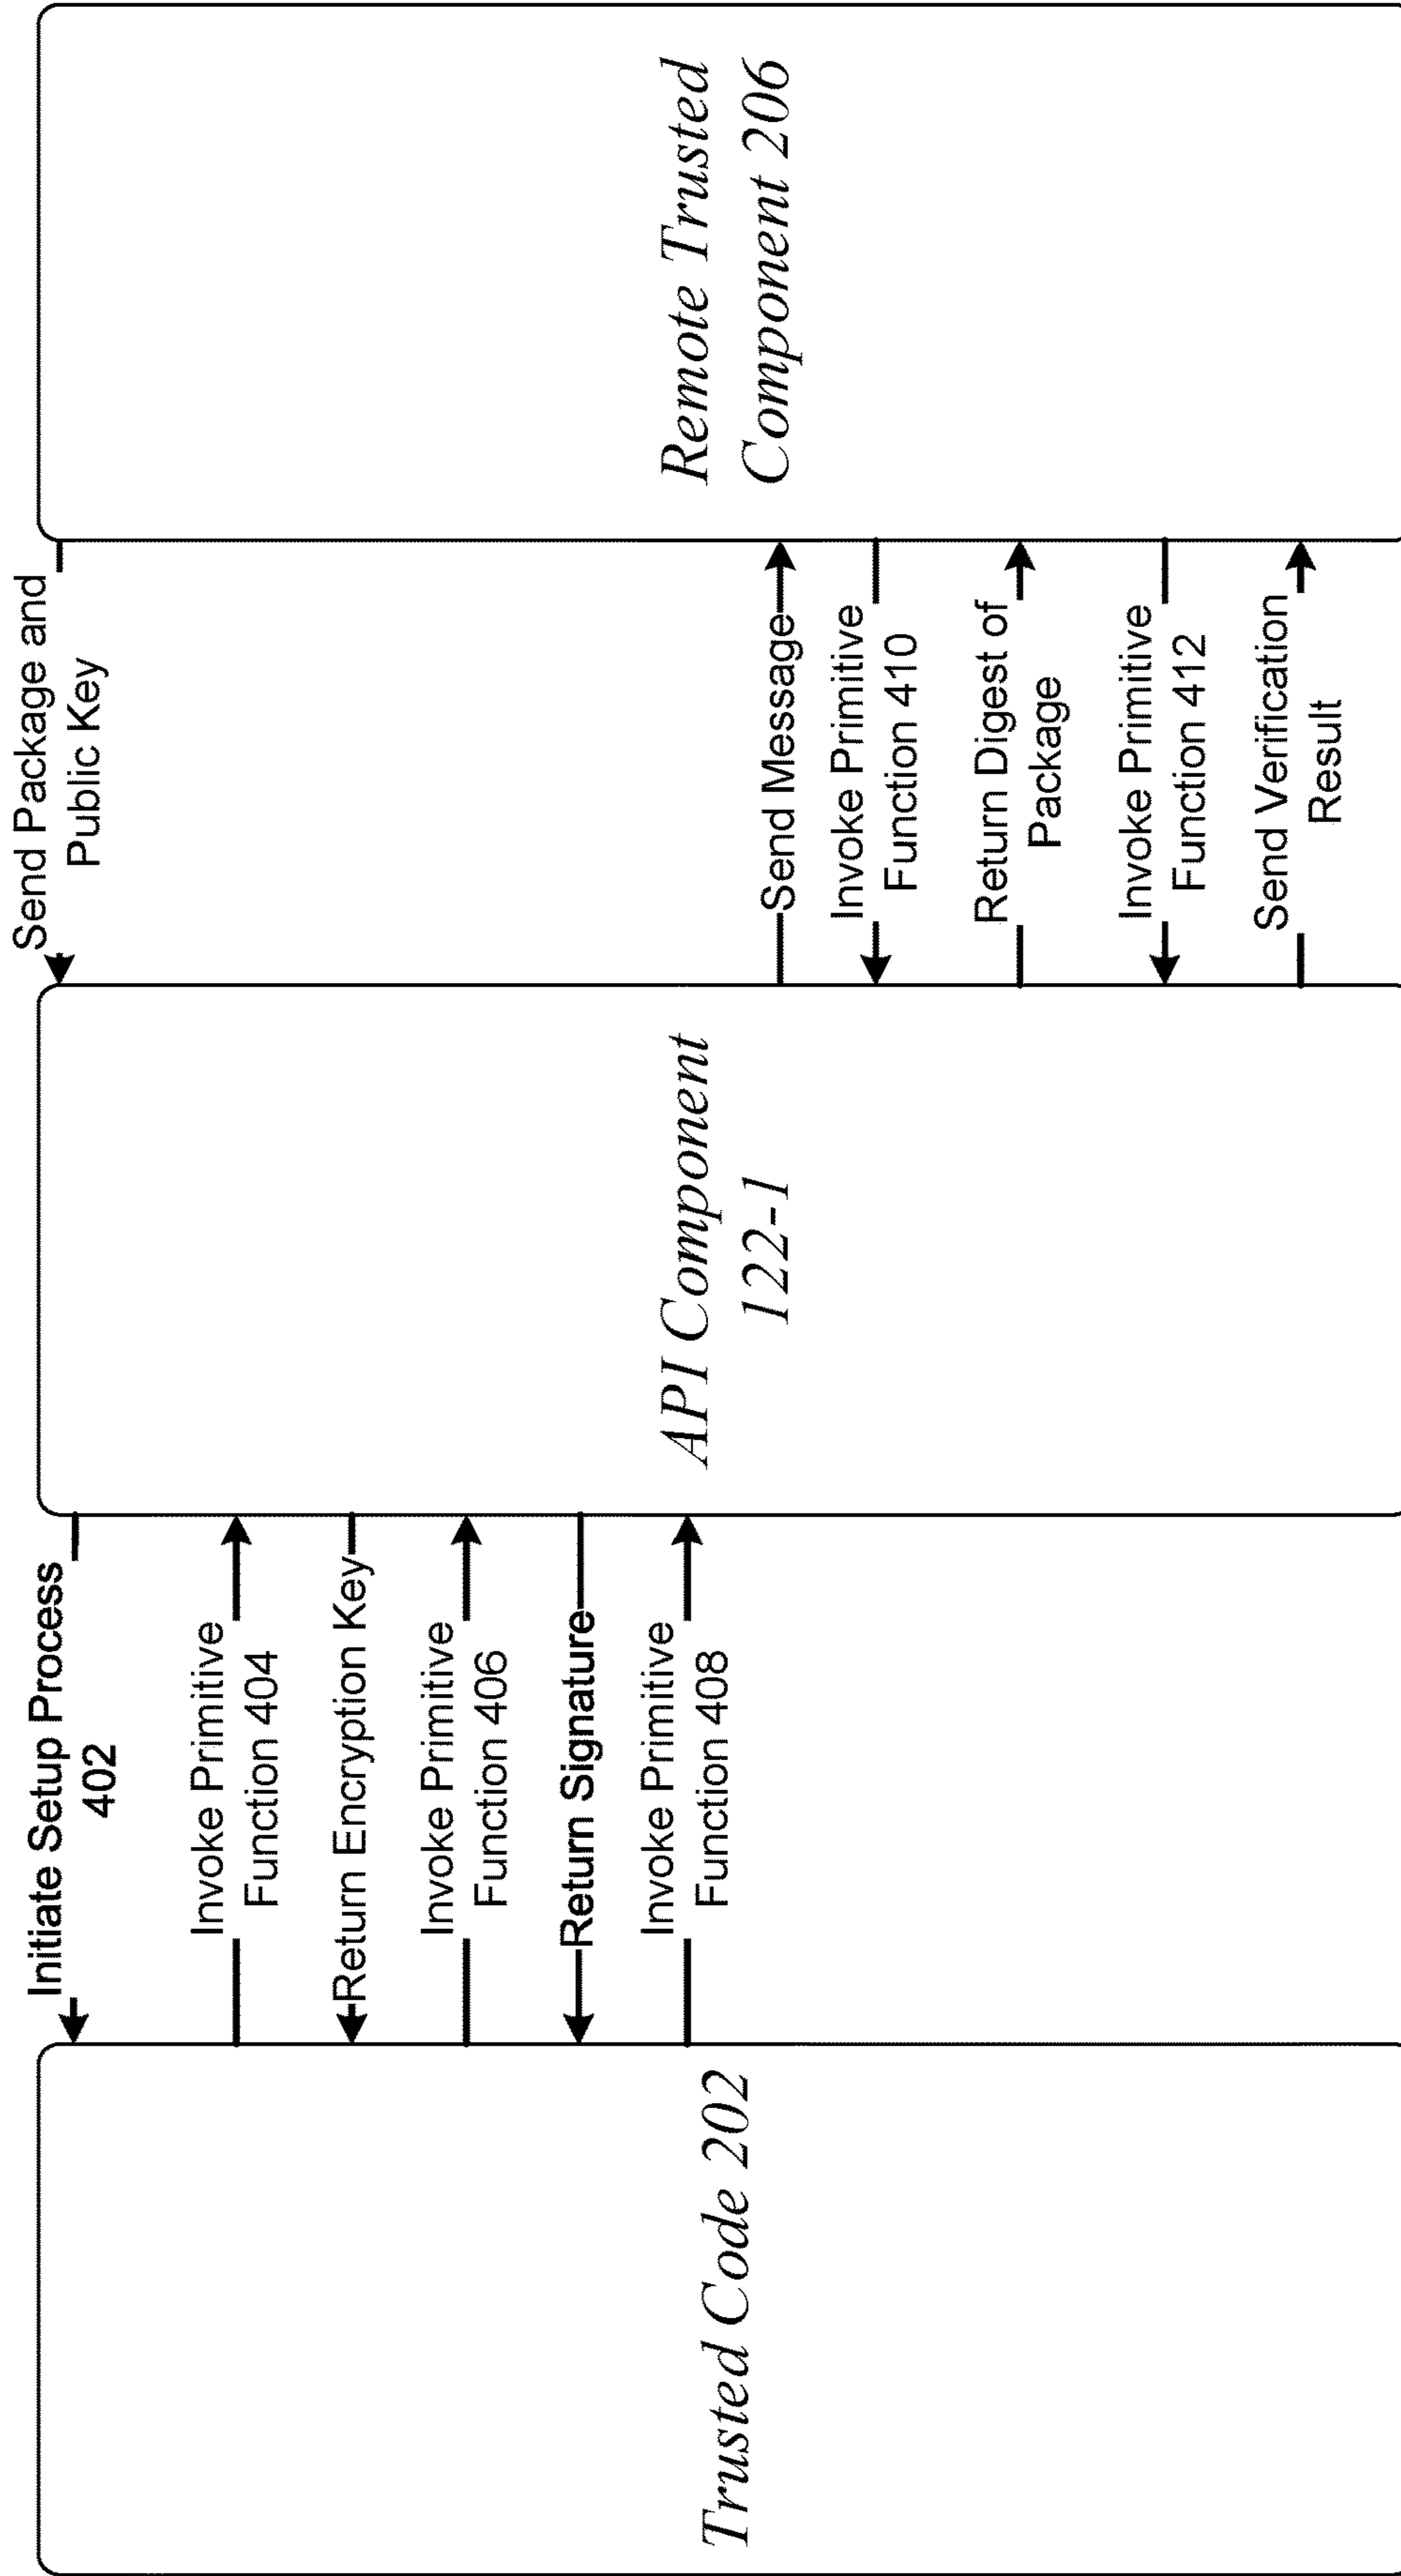 Trusted Code 202
Initiate Setup Process
402
Invoke Primitive
Function 404
Return Encryption Key
Invoke Primitive
Function 406
Return Signature
Invoke Primitive
Function 408
API Component
122-1
Send Package and
Public Key
Send Message
Invoke Primitive
Function 410
Return Digest of
Package
Invoke Primitive
Function 412
Send Verification
Result
Remote Trusted
Component 206